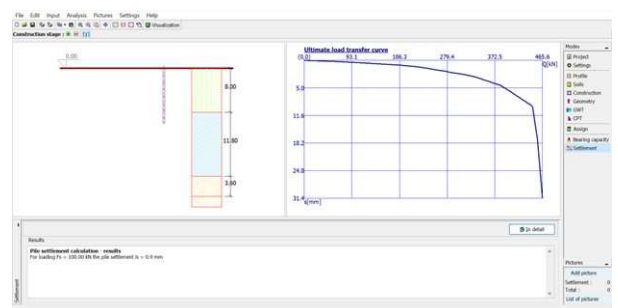 File Edit Input Analysis Pictures Settings Help
Visualization
Construction stage :
[1]
0.00
8.00
11.80
3.60
Ultimate load transfer curve
(0,0) 93.1 186.3 279.4 372.5 465.6
Q[kN]
5.0
11.6
18.2
24.8
31.4
s[mm]
Modes
Project
Settings
Profile
Soils
Construction
Geometry
GWT
CPT
Assign
Bearing capacity
Settlement
In detail
Results
Pile settlement calculation - results
For loading Fs = 100.00 kN the pile settlement is = 0.9 mm
Settlement
Pictures
Add picture
Settlement : 0
Total : 0
List of pictures